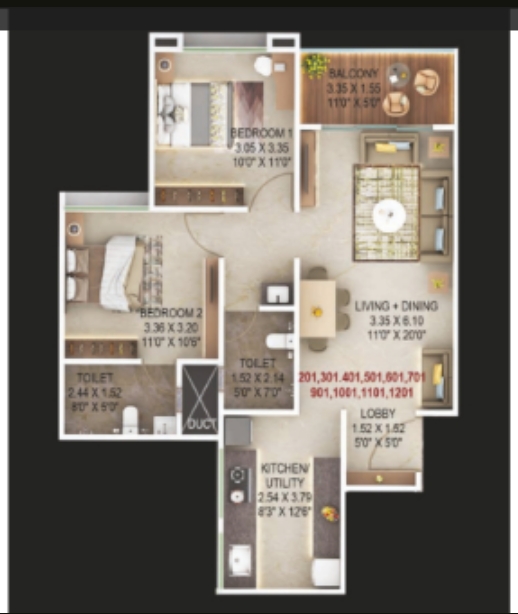 BALCONY
3.35 X 1.55
11'0" X 5'0"
BEDROOM 1
3.05 X 3.35
10'0" X 11'0"
BEDROOM 2
3.36 X 3.20
11'0" X 10'6"
LIVING + DINING
3.35 X 6.10
11'0" X 20'0"
TOILET
2.44 X 1.52
8'0" X 5'0"
TOILET
1.52 X 2.14
5'0" X 7'0"
DUCT
201,301.401,501,601,701
901,1001,1101,1201
LOBBY
1.52 X 1.52
5'0" X 5'0"
KITCHEN/
UTILITY
2.54 X 3.79
8'3" X 12'6"